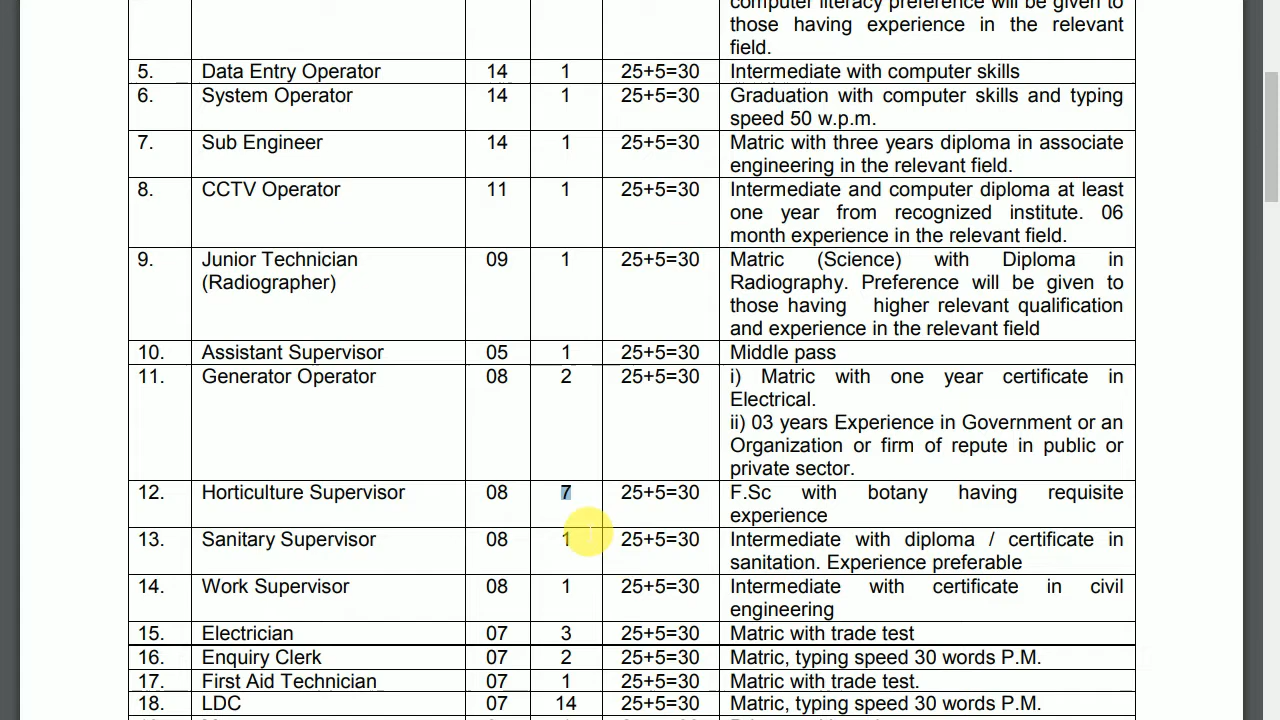 computer literacy preference will be given to
those having experience in the relevant
field.
5. Data Entry Operator 14 1 25+5=30 Intermediate with computer skills
6. System Operator 14 1 25+5=30 Graduation with computer skills and typing
speed 50 w.p.m.
7. Sub Engineer 14 1 25+5=30 Matric with three years diploma in associate
engineering in the relevant field.
8. CCTV Operator 11 1 25+5=30 Intermediate and computer diploma at least
one year from recognized institute. 06
month experience in the relevant field.
9. Junior Technician 09 1 25+5=30 Matric (Science) with Diploma in
(Radiographer) Radiography. Preference will be given to
those having higher relevant qualification
and experience in the relevant field
10. Assistant Supervisor 05 1 25+5=30 Middle pass
11. Generator Operator 08 2 25+5=30 i) Matric with one year certificate in
Electrical.
ii) 03 years Experience in Government or an
Organization or firm of repute in public or
private sector.
12. Horticulture Supervisor 08 7 25+5=30 F.Sc with botany having requisite
experience
13. Sanitary Supervisor 08 1 25+5=30 Intermediate with diploma / certificate in
sanitation. Experience preferable
14. Work Supervisor 08 1 25+5=30 Intermediate with certificate in civil
engineering
15. Electrician 07 3 25+5=30 Matric with trade test
16. Enquiry Clerk 07 2 25+5=30 Matric, typing speed 30 words P.M.
17. First Aid Technician 07 1 25+5=30 Matric with trade test.
18. LDC 07 14 25+5=30 Matric, typing speed 30 words P.M.